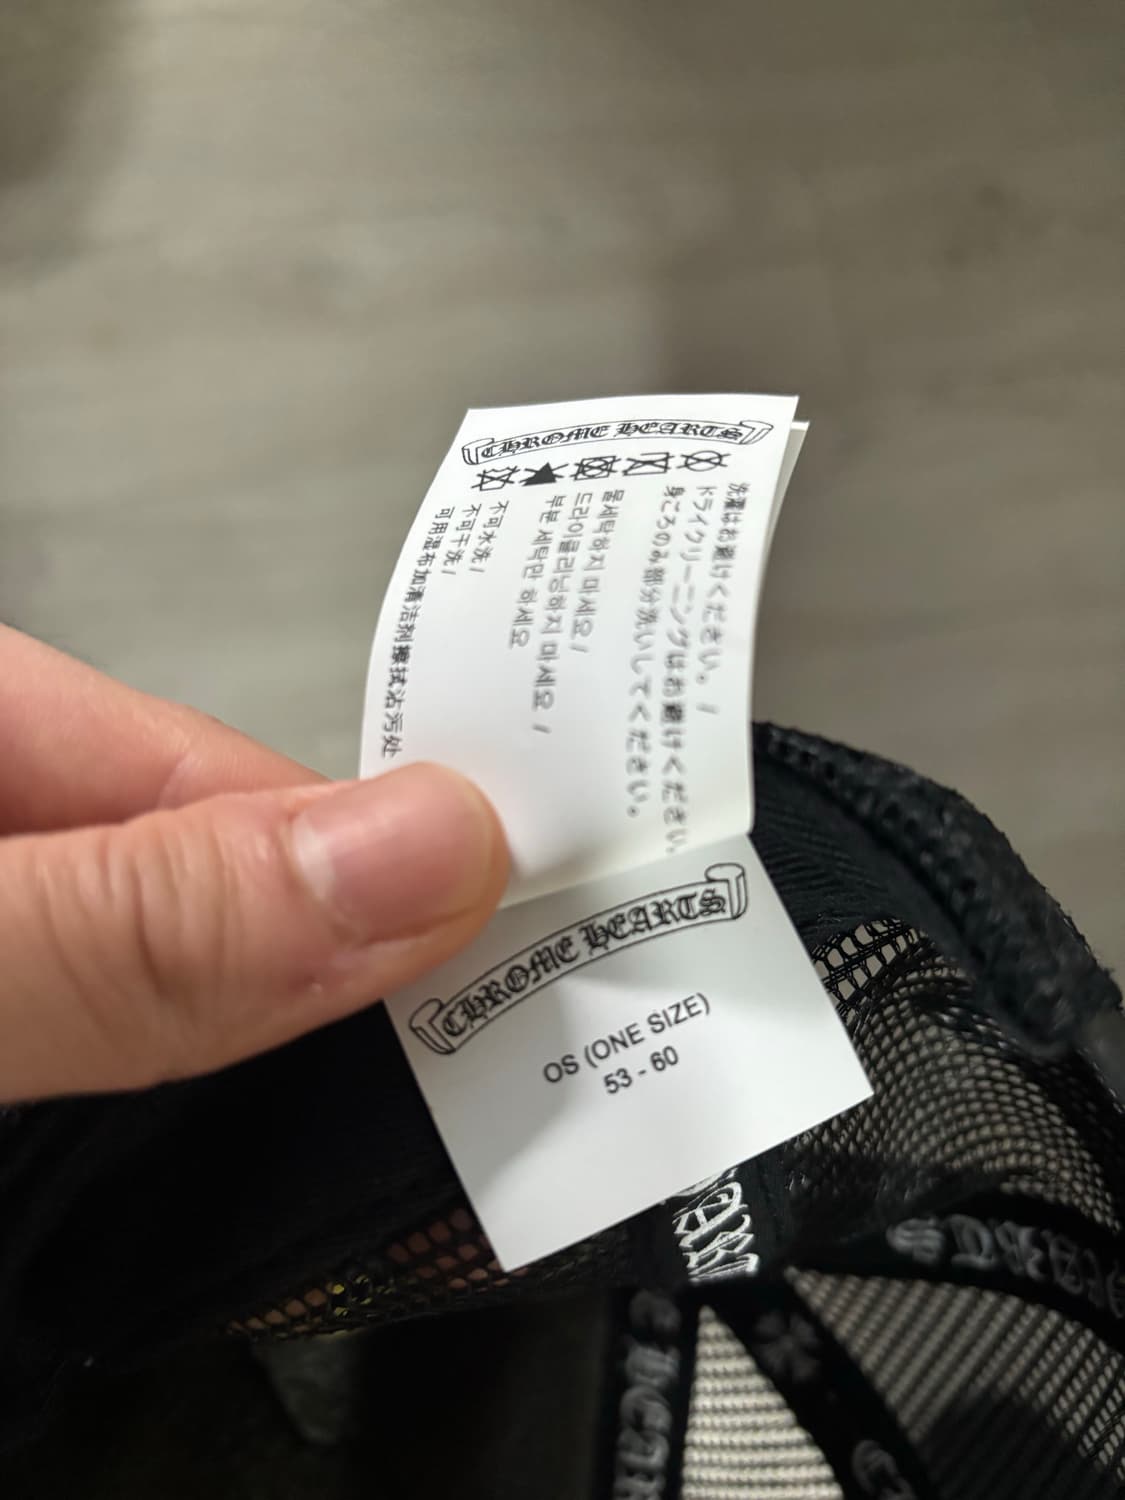 CHROME HEARTS
洗濯はお避けください。 /
ドライクリーニングはお避けください。
身ごろのみ部分洗いしてください。
물세탁하지 마세요 /
드라이클리닝하지 마세요 /
부분 세탁만 하세요
不可水洗 /
不可干洗 /
可用湿布加清洁剂擦拭沾污处
CHROME HEARTS
OS (ONE SIZE)
53 - 60